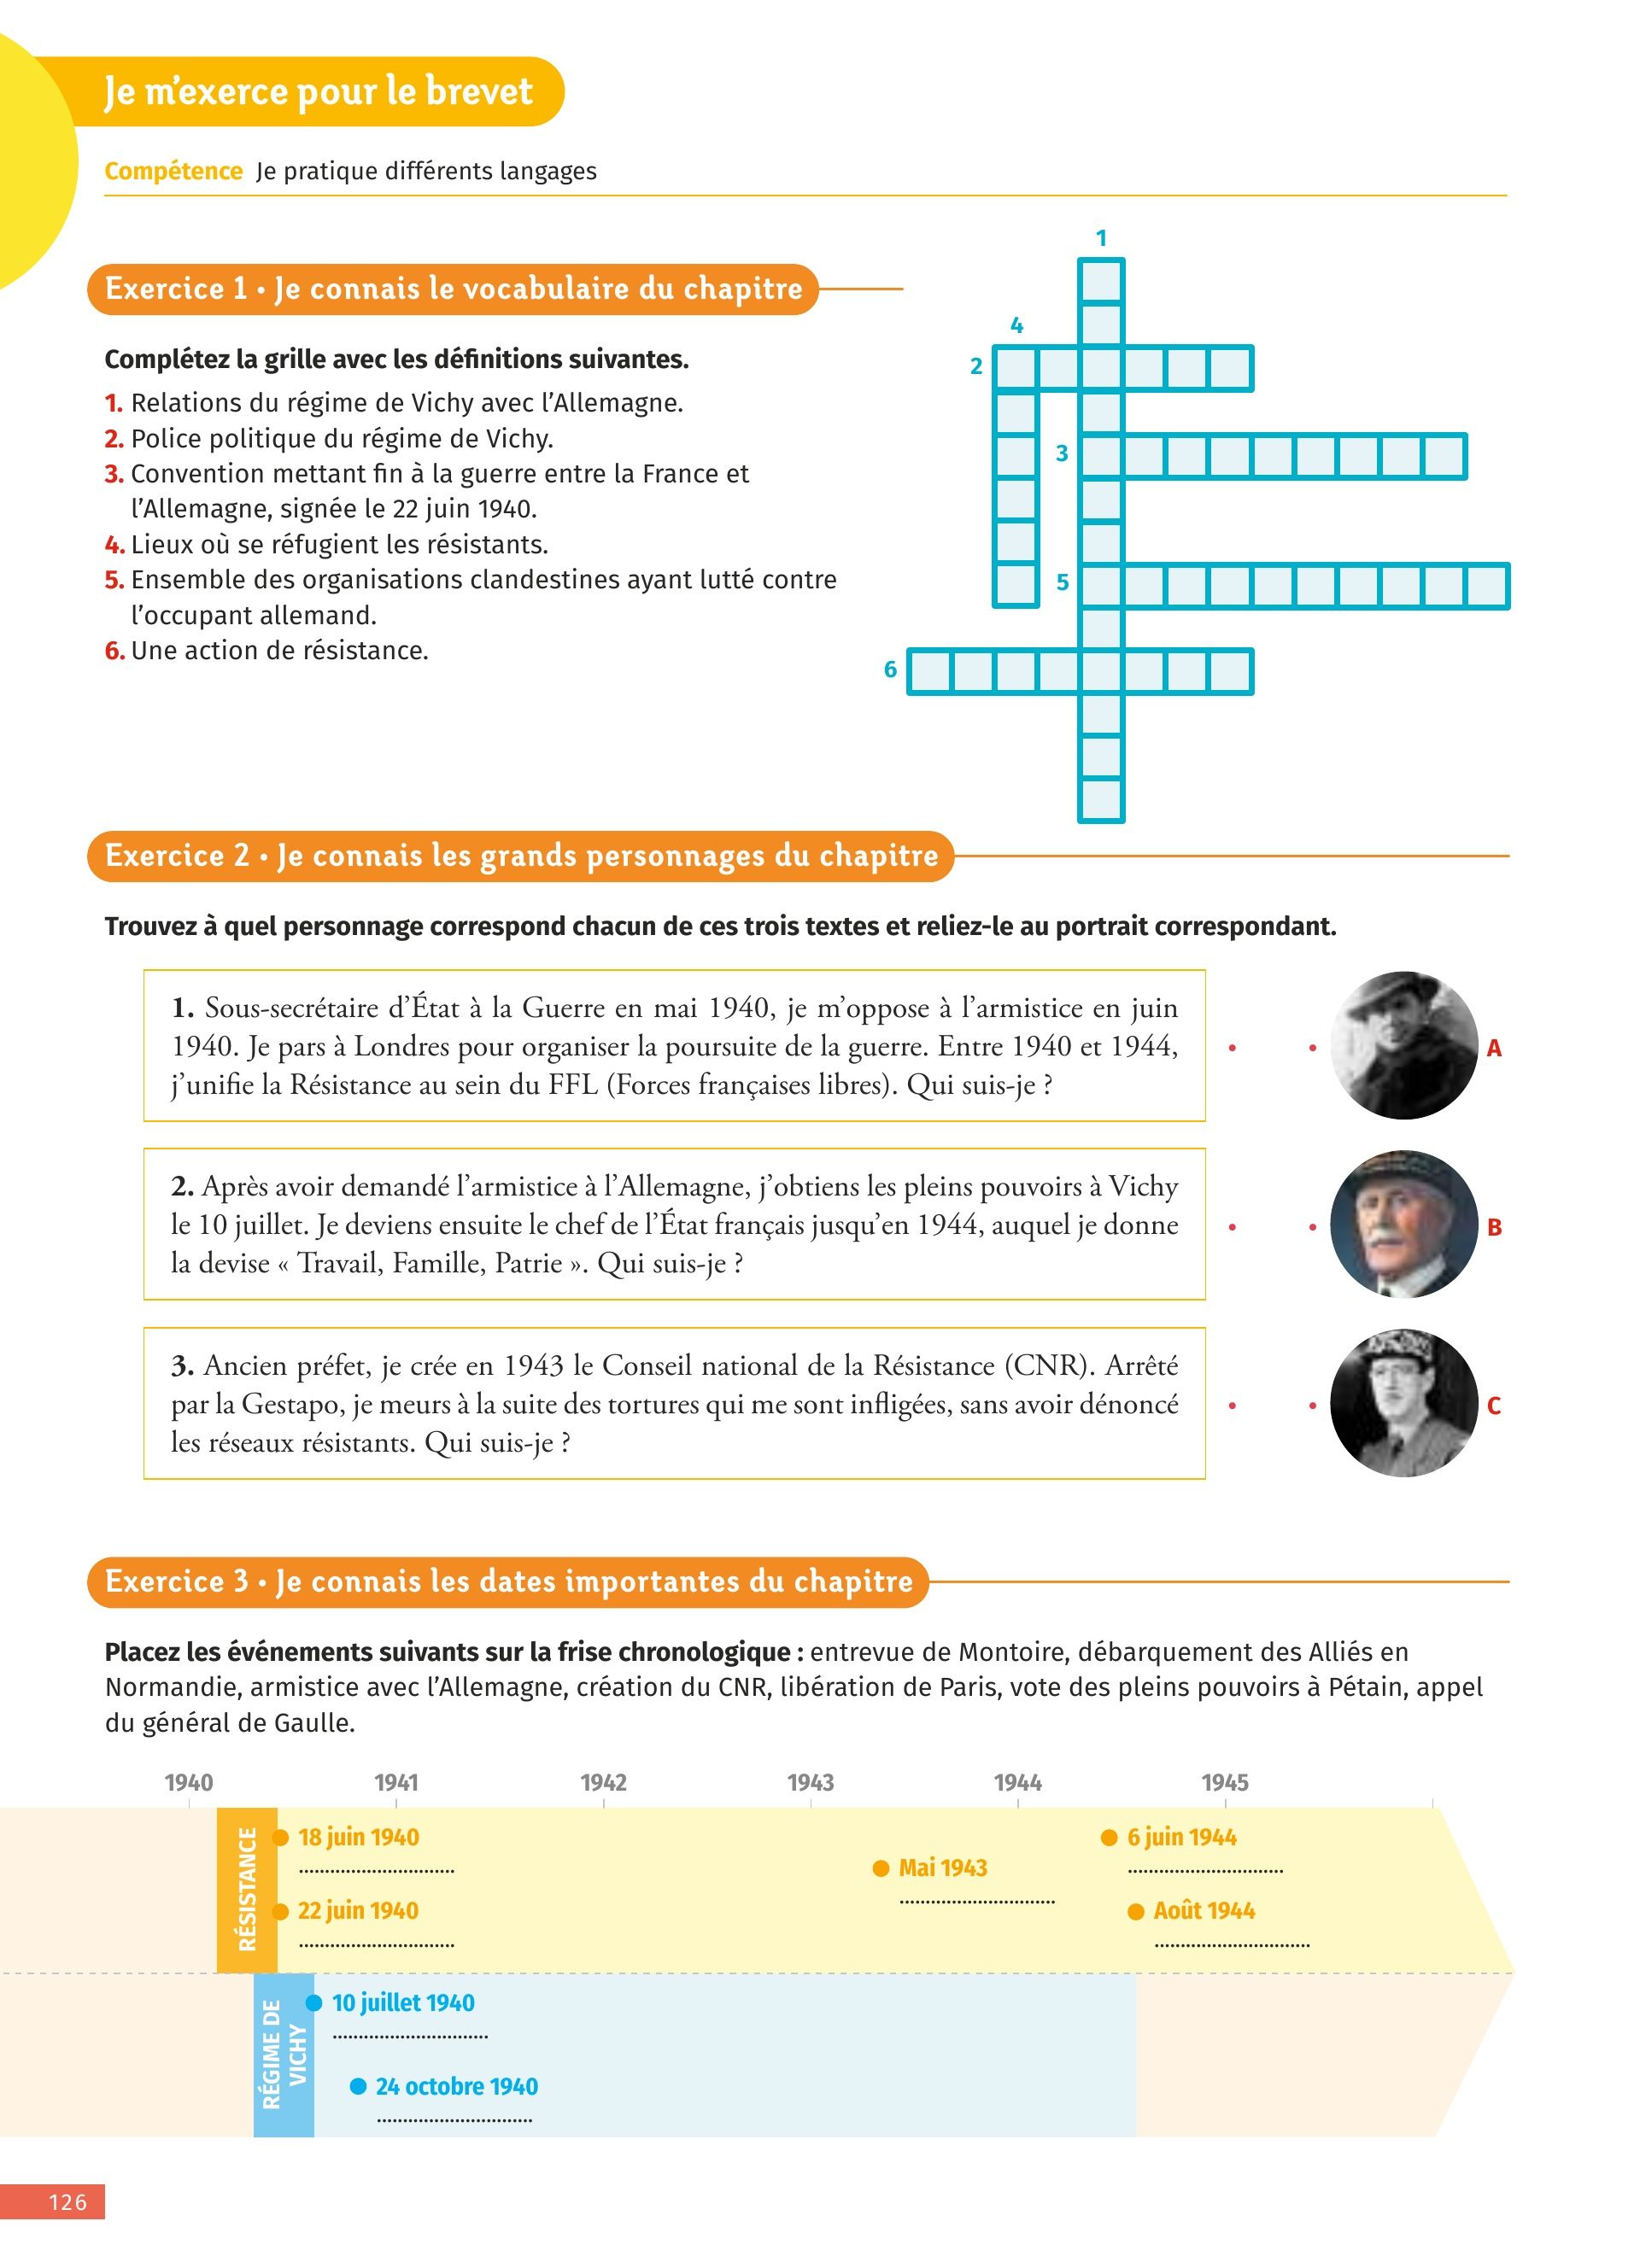 Je m'exerce pour le brevet
Compétence Je pratique différents langages
Exercice 1 • Je connais le vocabulaire du chapitre
Complétez la grille avec les définitions suivantes.
1. Relations du régime de Vichy avec l'Allemagne.
2. Police politique du régime de Vichy.
3. Convention mettant fin à la guerre entre la France et
l'Allemagne, signée le 22 juin 1940.
4. Lieux où se réfugient les résistants.
5. Ensemble des organisations clandestines ayant lutté contre
l'occupant allemand.
6. Une action de résistance.
1
4
2
3
5
6
Exercice 2 • Je connais les grands personnages du chapitre
Trouvez à quel personnage correspond chacun de ces trois textes et reliez-le au portrait correspondant.
1. Sous-secrétaire d'État à la Guerre en mai 1940, je m'oppose à l'armistice en juin
1940. Je pars à Londres pour organiser la poursuite de la guerre. Entre 1940 et 1944,
j'unifie la Résistance au sein du FFL (Forces françaises libres). Qui suis-je ?
A
2. Après avoir demandé l'armistice à l'Allemagne, j'obtiens les pleins pouvoirs à Vichy
le 10 juillet. Je deviens ensuite le chef de l'État français jusqu'en 1944, auquel je donne
la devise « Travail, Famille, Patrie ». Qui suis-je ?
B
3. Ancien préfet, je crée en 1943 le Conseil national de la Résistance (CNR). Arrêté
par la Gestapo, je meurs à la suite des tortures qui me sont infligées, sans avoir dénoncé
les réseaux résistants. Qui suis-je ?
C
Exercice 3 • Je connais les dates importantes du chapitre
Placez les événements suivants sur la frise chronologique : entrevue de Montoire, débarquement des Alliés en
Normandie, armistice avec l'Allemagne, création du CNR, libération de Paris, vote des pleins pouvoirs à Pétain, appel
du général de Gaulle.
1940 1941 1942 1943 1944 1945
RÉSISTANCE
18 juin 1940
22 juin 1940
Mai 1943
6 juin 1944
Août 1944
RÉGIME DE
VICHY
10 juillet 1940
24 octobre 1940
126